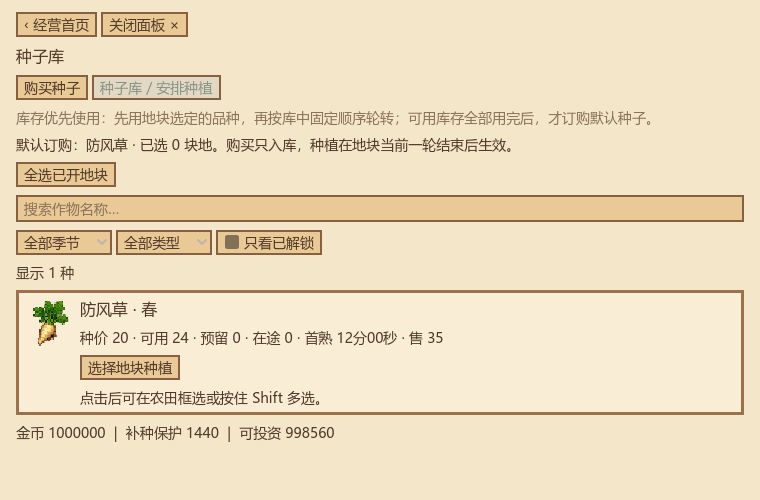 ‹ 经营首页 关闭面板 ×
种子库
购买种子 种子库 / 安排种植
库存优先使用：先用地块选定的品种，再按库中固定顺序轮转；可用库存全部用完后，才订购默认种子。
默认订购：防风草 · 已选 0 块地。购买只入库，种植在地块当前一轮结束后生效。
全选已开地块
搜索作物名称…
全部季节 全部类型 只看已解锁
显示 1 种
防风草 · 春
种价 20 · 可用 24 · 预留 0 · 在途 0 · 首熟 12分00秒 · 售 35
选择地块种植
点击后可在农田框选或按住 Shift 多选。
金币 1000000 | 补种保护 1440 | 可投资 998560